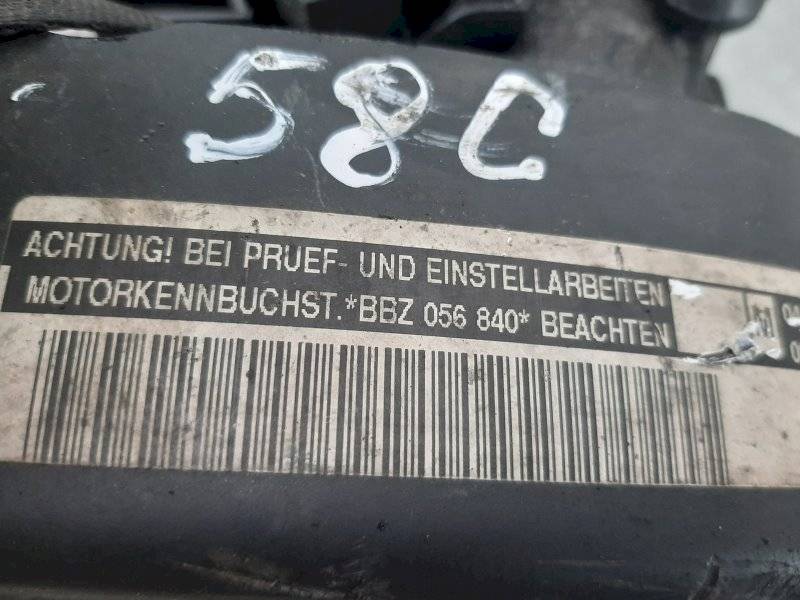 58C
ACHTUNG! BEI PRUEF- UND EINSTELLARBEITEN
MOTORKENNBUCHST.*BBZ 056 840* BEACHTEN